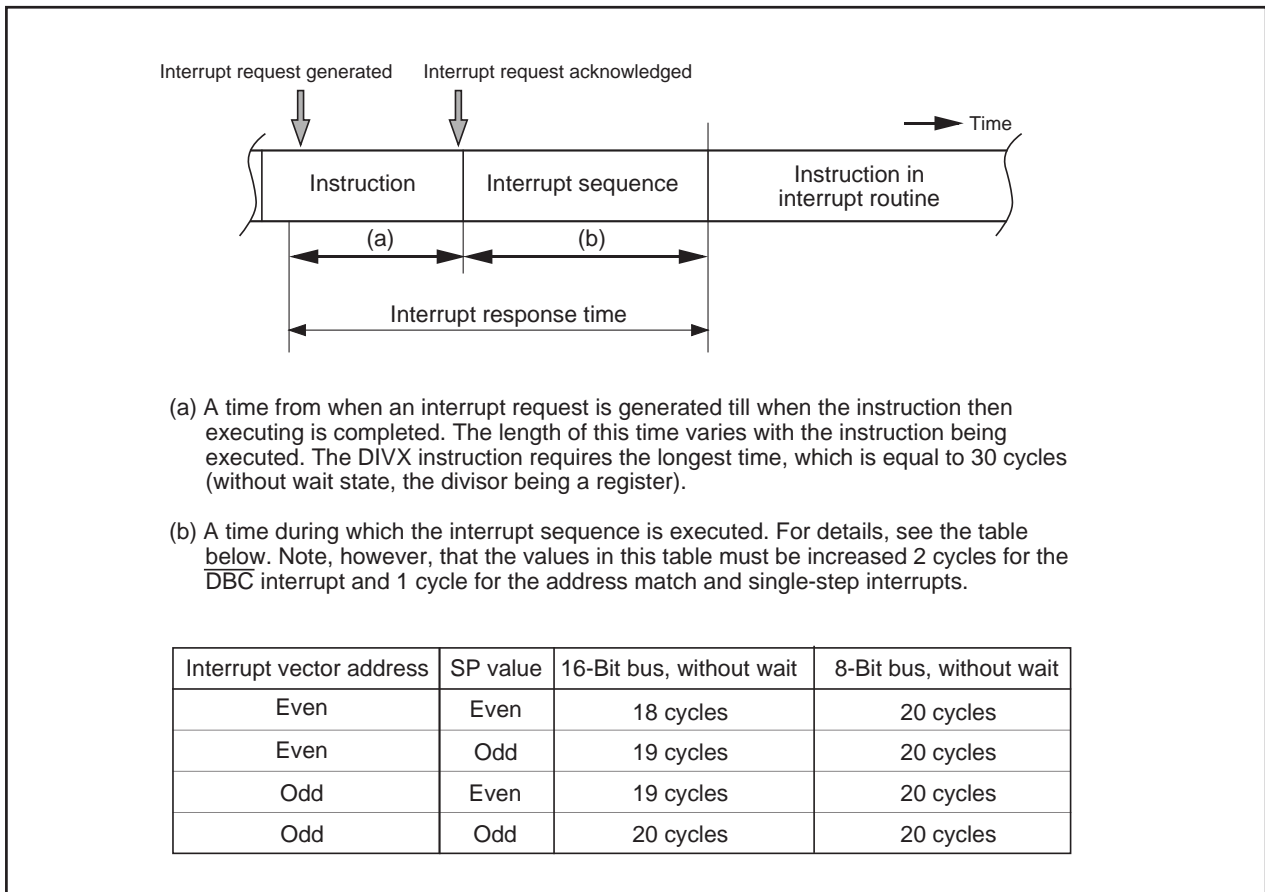 Interrupt request generated
Interrupt request acknowledged
Time
Instruction
Interrupt sequence
Instruction in
interrupt routine
(a)
(b)
Interrupt response time
(a) A time from when an interrupt request is generated till when the instruction then
executing is completed. The length of this time varies with the instruction being
executed. The DIVX instruction requires the longest time, which is equal to 30 cycles
(without wait state, the divisor being a register).
(b) A time during which the interrupt sequence is executed. For details, see the table
below. Note, however, that the values in this table must be increased 2 cycles for the
DBC interrupt and 1 cycle for the address match and single-step interrupts.
Interrupt vector address SP value 16-Bit bus, without wait 8-Bit bus, without wait
Even Even 18 cycles 20 cycles
Even Odd 19 cycles 20 cycles
Odd Even 19 cycles 20 cycles
Odd Odd 20 cycles 20 cycles